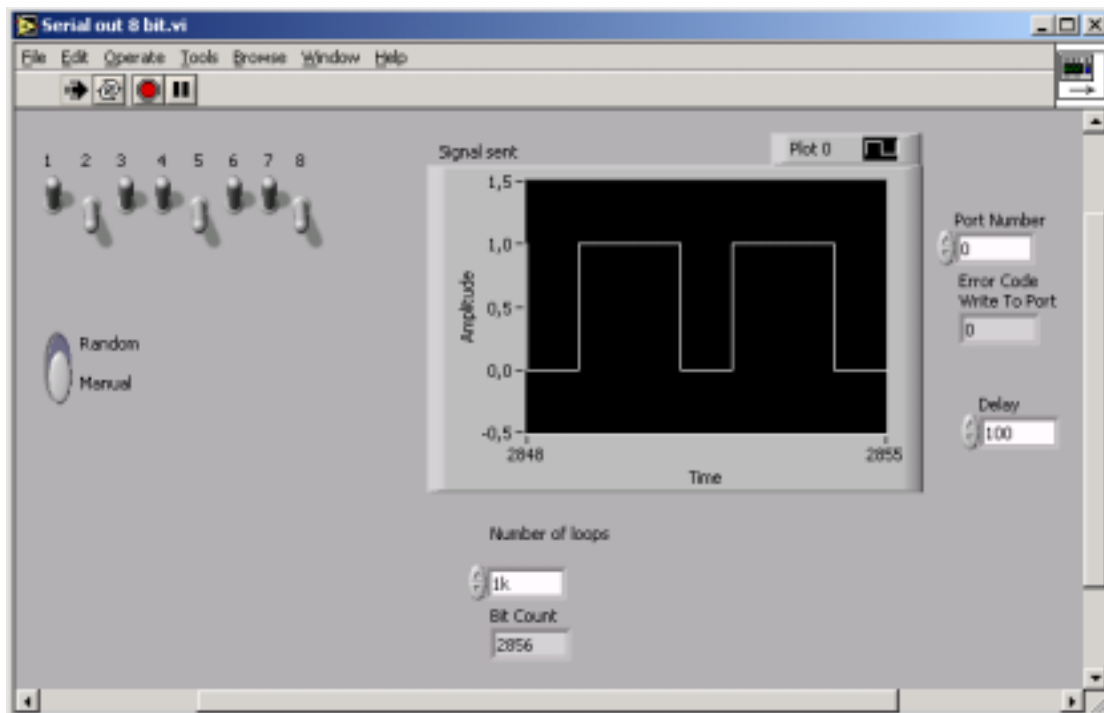 Serial out 8 bit.vi
File Edit Operate Tools Browse Window Help
1 2 3 4 5 6 7 8
Signal sent
Plot 0
1,5
1,0
0,5
0,0
-0,5
Amplitude
2848
2855
Time
Random
Manual
Port Number
0
Error Code
Write To Port
0
Delay
100
Number of loops
1k
Bit Count
2856